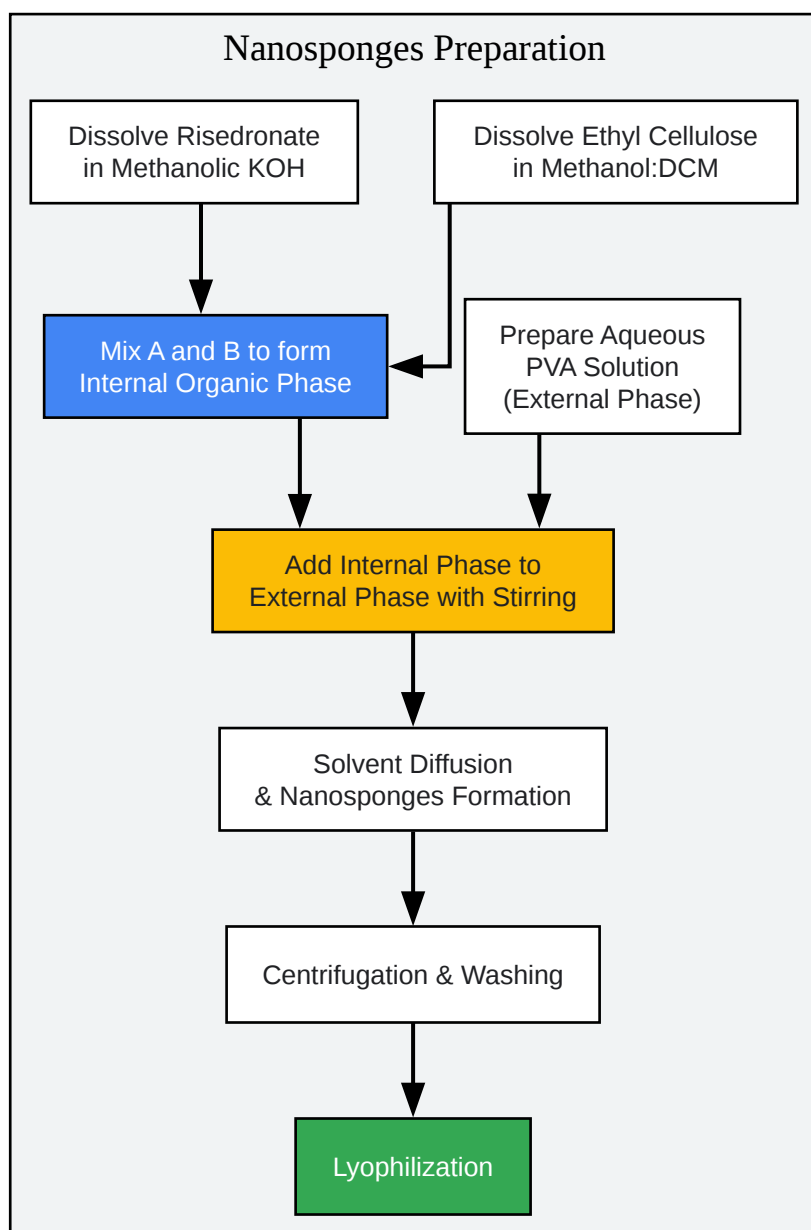 Nanosponges Preparation
Dissolve Risedronate
in Methanolic KOH
Dissolve Ethyl Cellulose
in Methanol:DCM
Mix A and B to form
Internal Organic Phase
Prepare Aqueous
PVA Solution
(External Phase)
Add Internal Phase to
External Phase with Stirring
Solvent Diffusion
& Nanosponges Formation
Centrifugation & Washing
Lyophilization